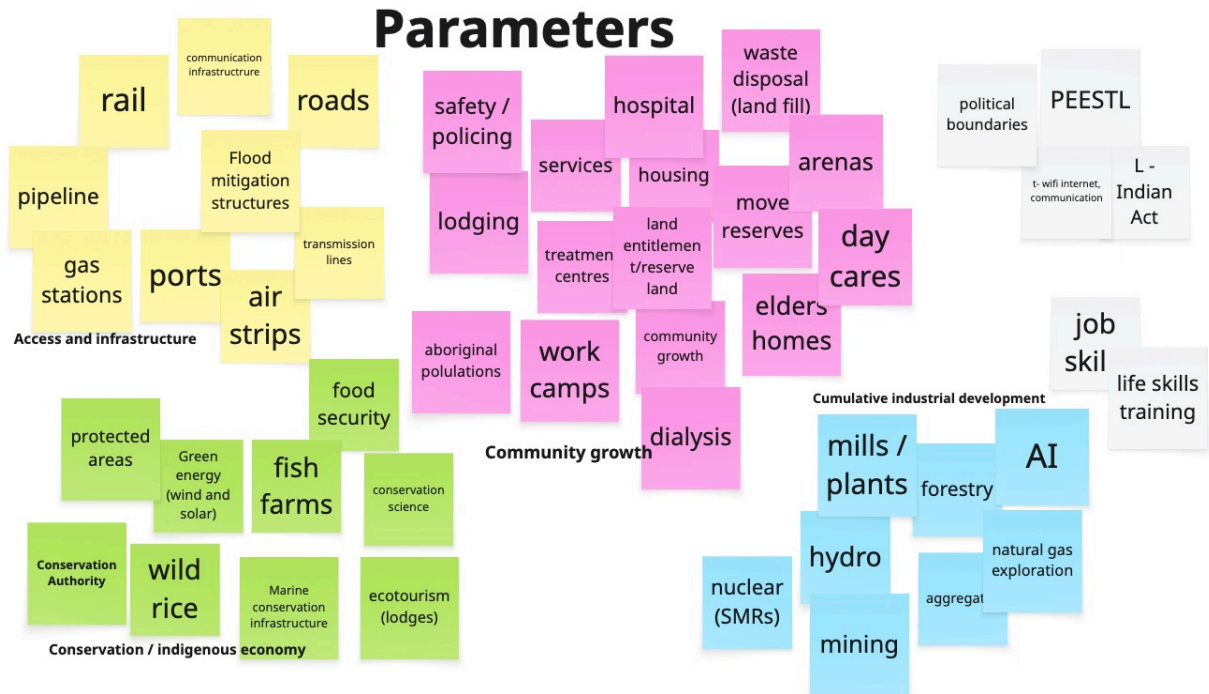 Parameters
rail
communication
infrastructrure
roads
pipeline
Flood
mitigation
structures
transmission
lines
gas
stations
ports
air
strips
Access and infrastructure
safety /
policing
services
hospital
waste
disposal
(land fill)
arenas
housing
lodging
move
reserves
land
entitlemen
t/reserve
land
treatmen
centres
day
cares
elders
homes
community
growth
aboriginal
polulations
work
camps
dialysis
Community growth
political
boundaries
PEESTL
t- wifi internet,
communication
L -
Indian
Act
job
skil
life skills
training
food
security
protected
areas
Green
energy
(wind and
solar)
fish
farms
conservation
science
Conservation
Authority
wild
rice
Marine
conservation
infrastructure
ecotourism
(lodges)
Conservation / indigenous economy
Cumulative industrial development
mills /
plants
forestry
AI
hydro
natural gas
exploration
nuclear
(SMRs)
aggregat
mining